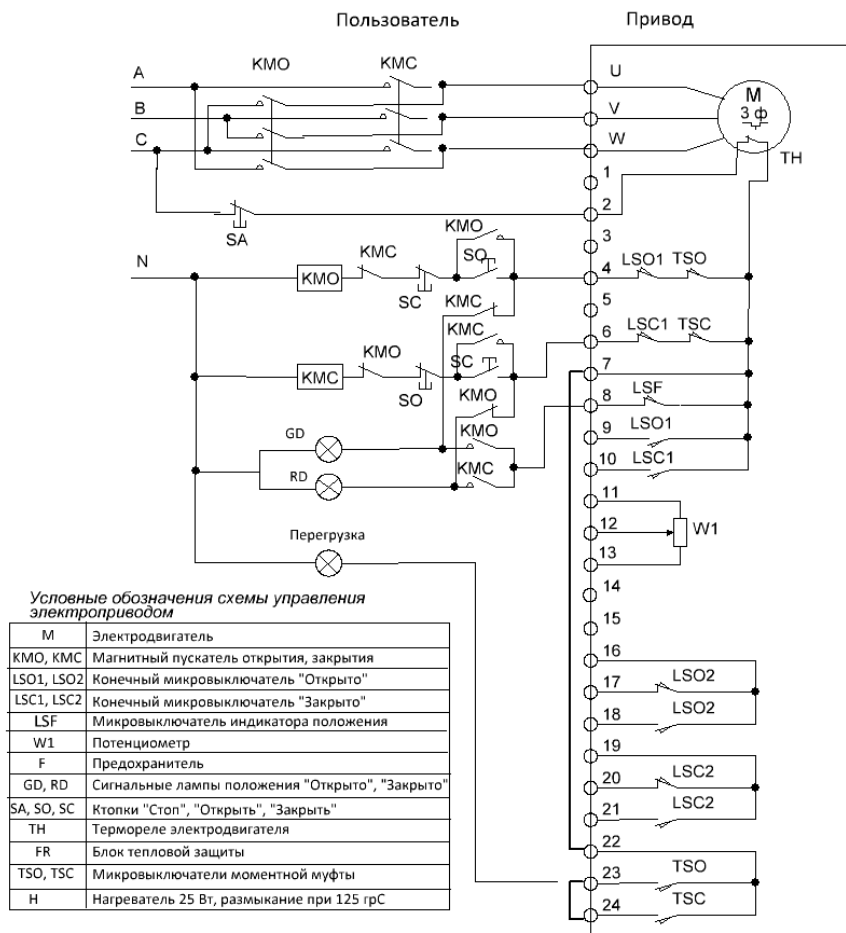 Пользователь
Привод
A
KMO
KMC
U
M
3 ф
B
V
C
W
TH
1
2
SA
3
KMO
N
KMC
SO
4
LSO1
TSO
KMO
SC
5
KMC
KMC
6
LSC1
TSC
KMO
SC
7
KMC
SO
8
LSF
KMO
GD
KMO
9
LSO1
RD
KMC
10
LSC1
11
12
W1
Перегрузка
13
14
15
16
17
LSO2
18
LSO2
19
20
LSC2
21
LSC2
22
23
TSO
24
TSC
Условные обозначения схемы управления
электроприводом
M Электродвигатель
KMO, KMC Магнитный пускатель открытия, закрытия
LSO1, LSO2 Конечный микровыключатель "Открыто"
LSC1, LSC2 Конечный микровыключатель "Закрыто"
LSF Микровыключатель индикатора положения
W1 Потенциометр
F Предохранитель
GD, RD Сигнальные лампы положения "Открыто", "Закрыто"
SA, SO, SC Ктопки "Стоп", "Открыть", "Закрыть"
TH Термореле электродвигателя
FR Блок тепловой защиты
TSO, TSC Микровыключатели моментной муфты
H Нагреватель 25 Вт, размыкание при 125 грС